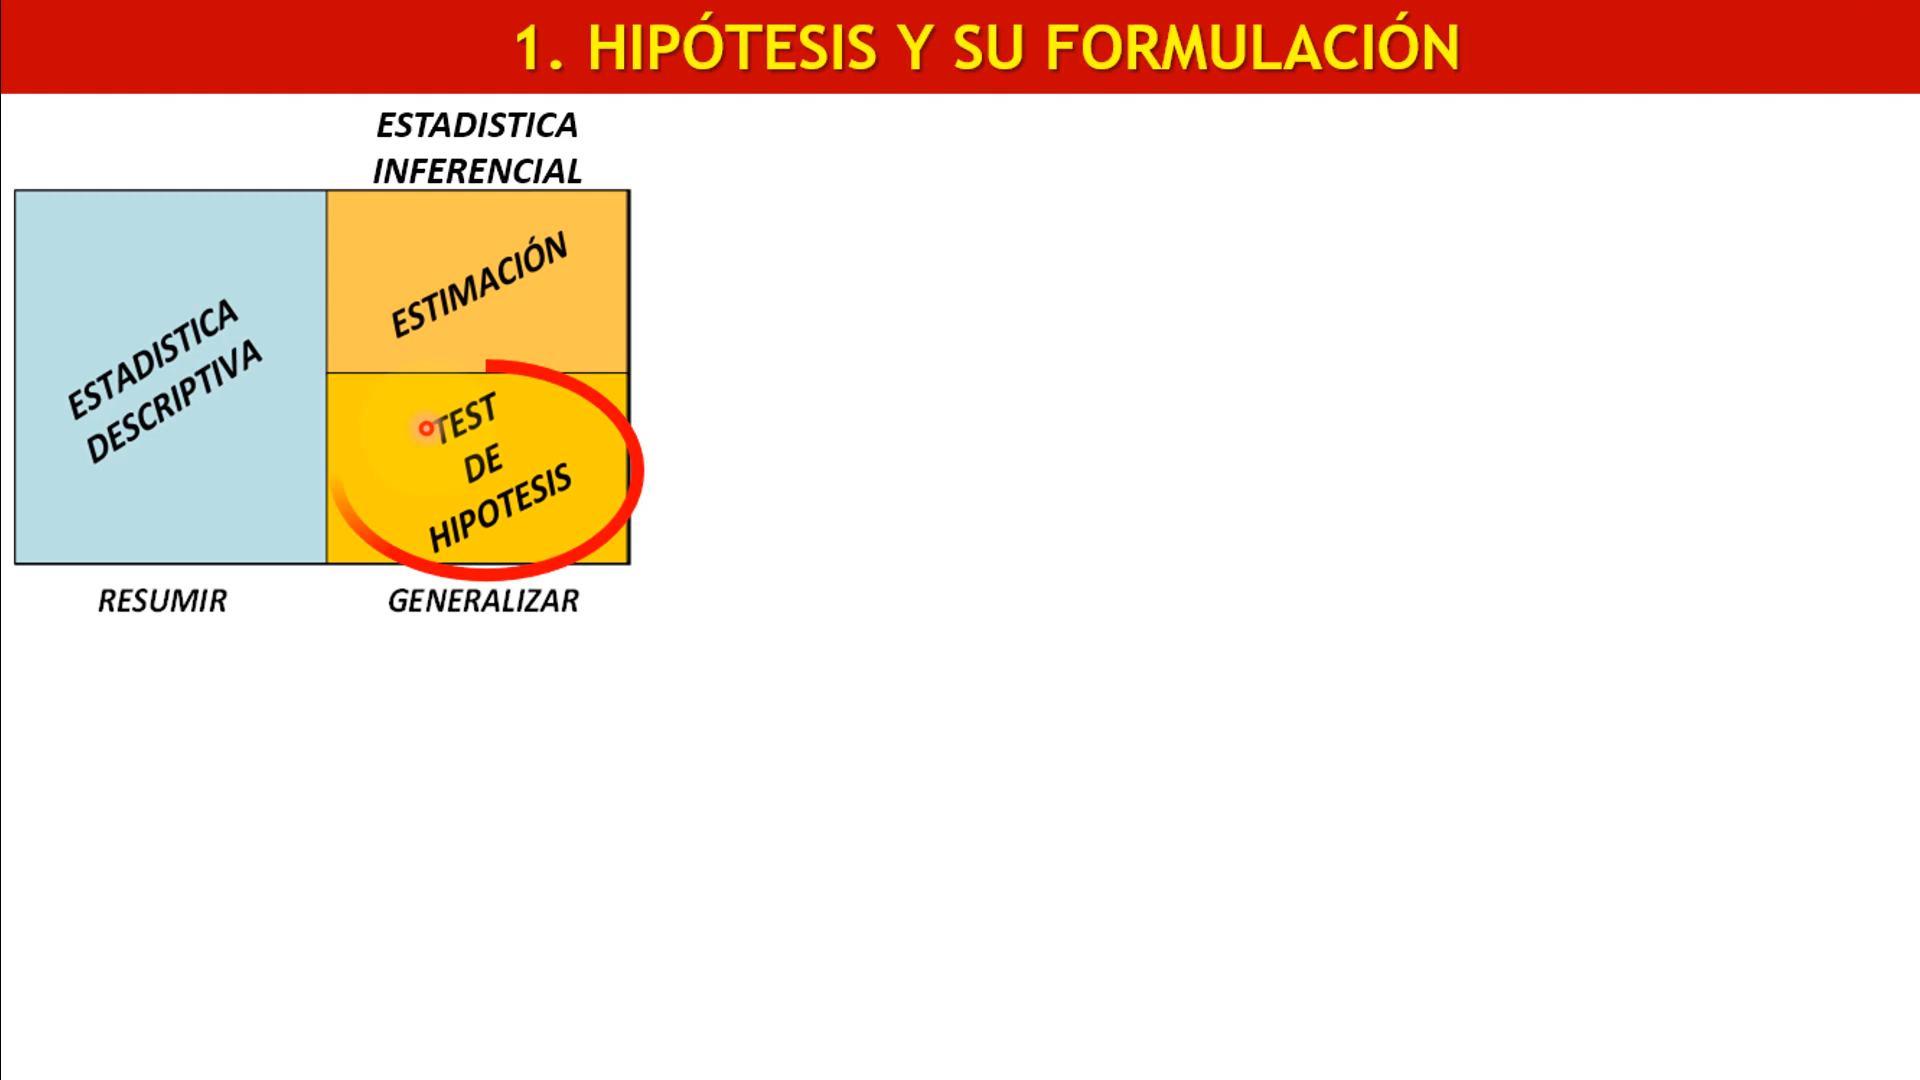 1. HIPÓTESIS Y SU FORMULACIÓN
ESTADISTICA
INFERENCIAL
ESTADISTICA
DESCRIPTIVA
ESTIMACIÓN
TEST
DE
HIPOTESIS
RESUMIR
GENERALIZAR